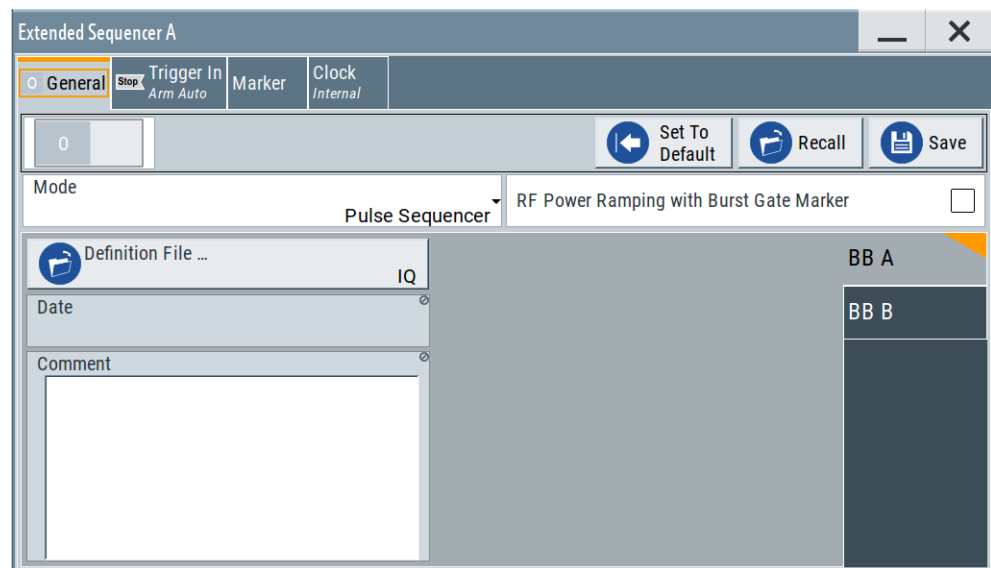 Extended Sequencer A
General
Stop
Trigger In
Arm Auto
Marker
Clock
Internal
0
Set To
Default
Recall
Save
Mode
Pulse Sequencer
RF Power Ramping with Burst Gate Marker
Definition File ...
IQ
Date
Comment
BB A
BB B